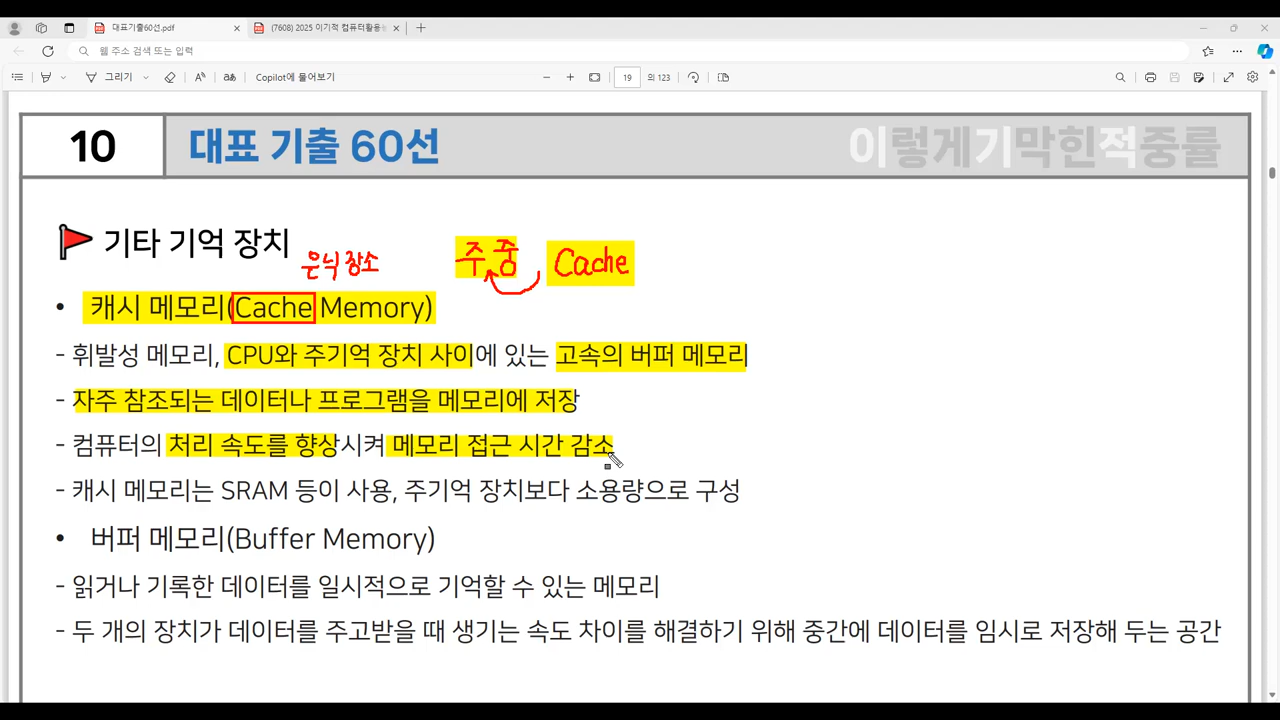 대표기출60선.pdf
(7608) 2025 이기적 컴퓨터활용능
웹 주소 검색 또는 입력
그리기
Copilot에 물어보기
19 의 123
10 대표 기출 60선 이렇게기막힌적중률
기타 기억 장치
은식 장소
주 중 Cache
• 캐시 메모리(Cache Memory)
- 휘발성 메모리, CPU와 주기억 장치 사이에 있는 고속의 버퍼 메모리
- 자주 참조되는 데이터나 프로그램을 메모리에 저장
- 컴퓨터의 처리 속도를 향상시켜 메모리 접근 시간 감소
- 캐시 메모리는 SRAM 등이 사용, 주기억 장치보다 소용량으로 구성
• 버퍼 메모리(Buffer Memory)
- 읽거나 기록한 데이터를 일시적으로 기억할 수 있는 메모리
- 두 개의 장치가 데이터를 주고받을 때 생기는 속도 차이를 해결하기 위해 중간에 데이터를 임시로 저장해 두는 공간